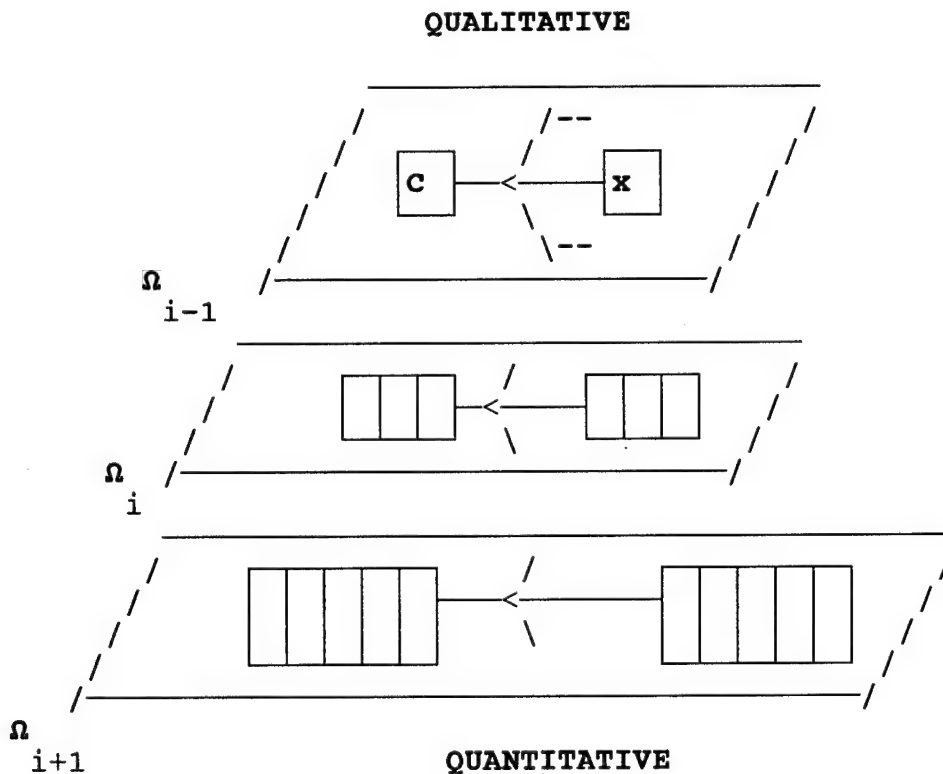 QUALITATIVE
C < x
Ω i-1
<
Ω i
<
Ω i+1
QUANTITATIVE